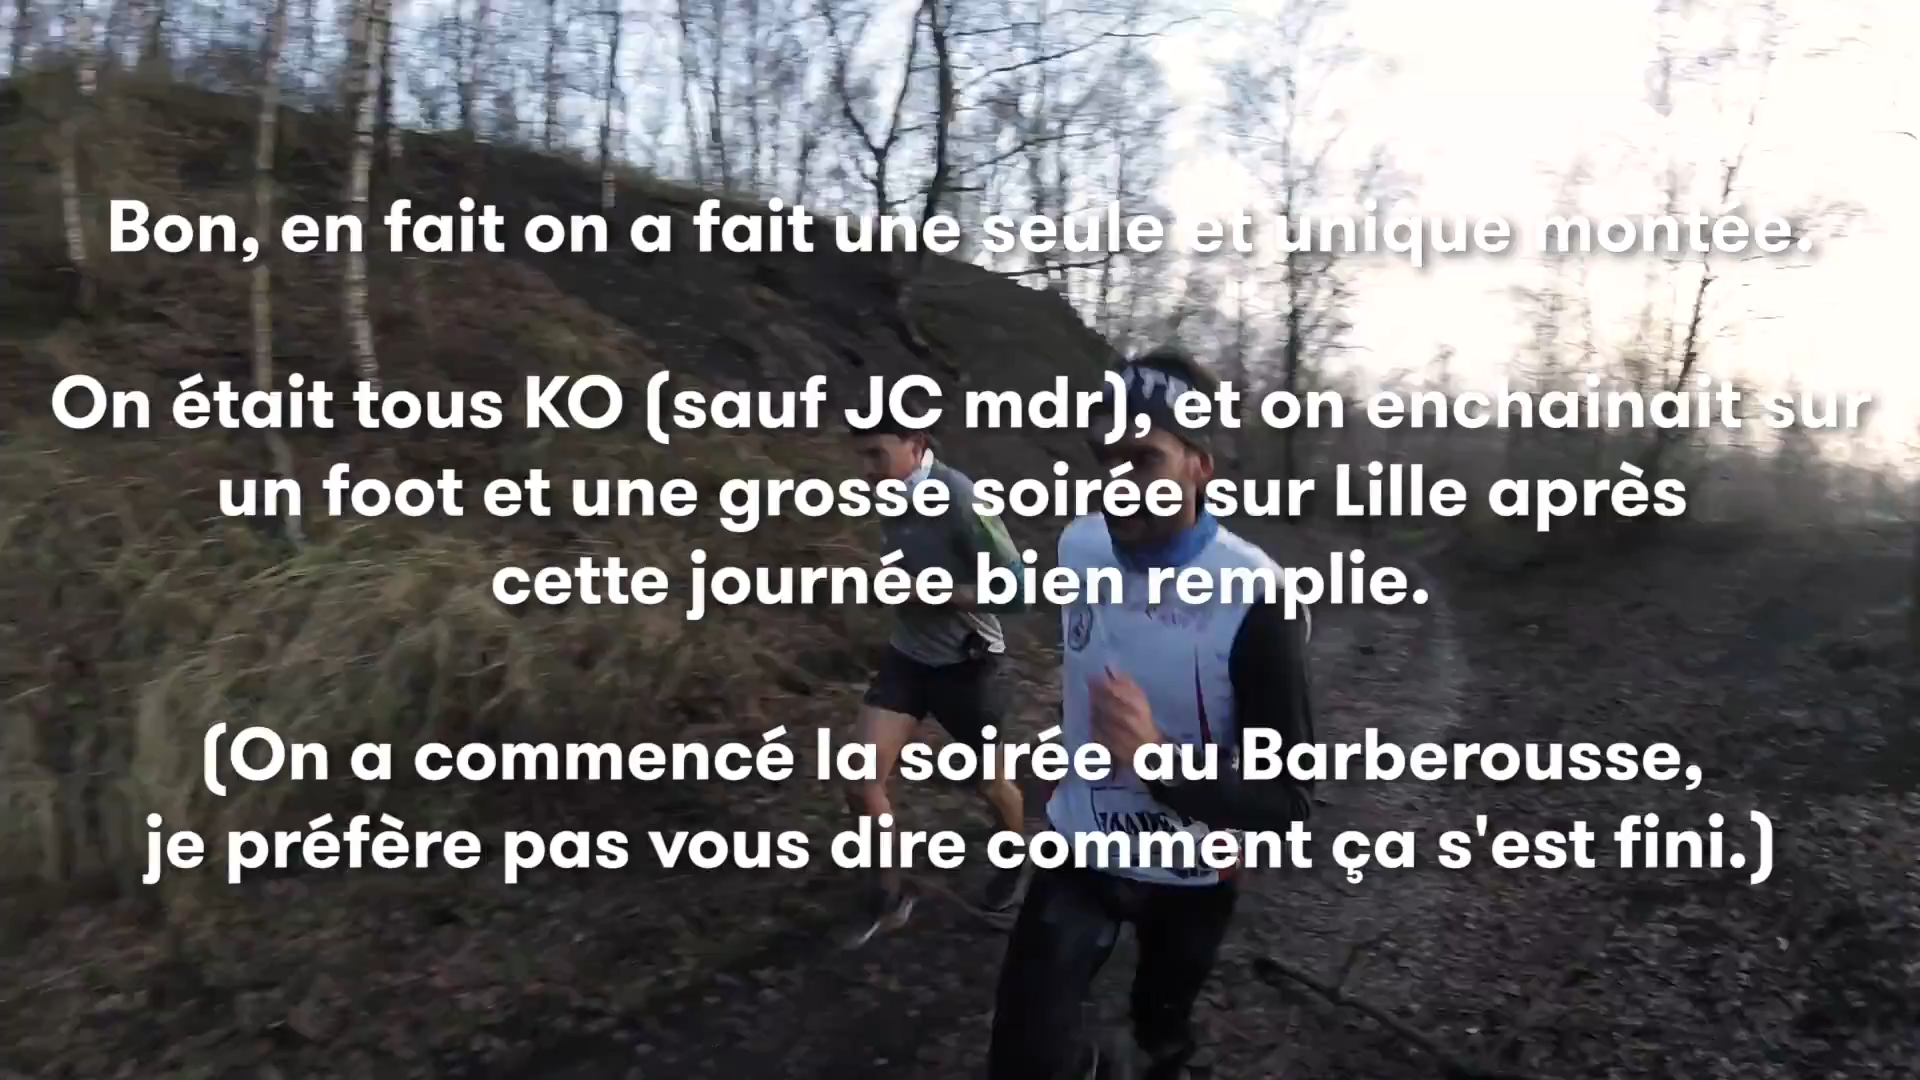 Bon, en fait on a fait une seule et unique montée.
On était tous KO (sauf JC mdr), et on enchainait sur
un foot et une grosse soirée sur Lille après
cette journée bien remplie.
(On a commencé la soirée au Barberousse,
je préfère pas vous dire comment ça s'est fini.)